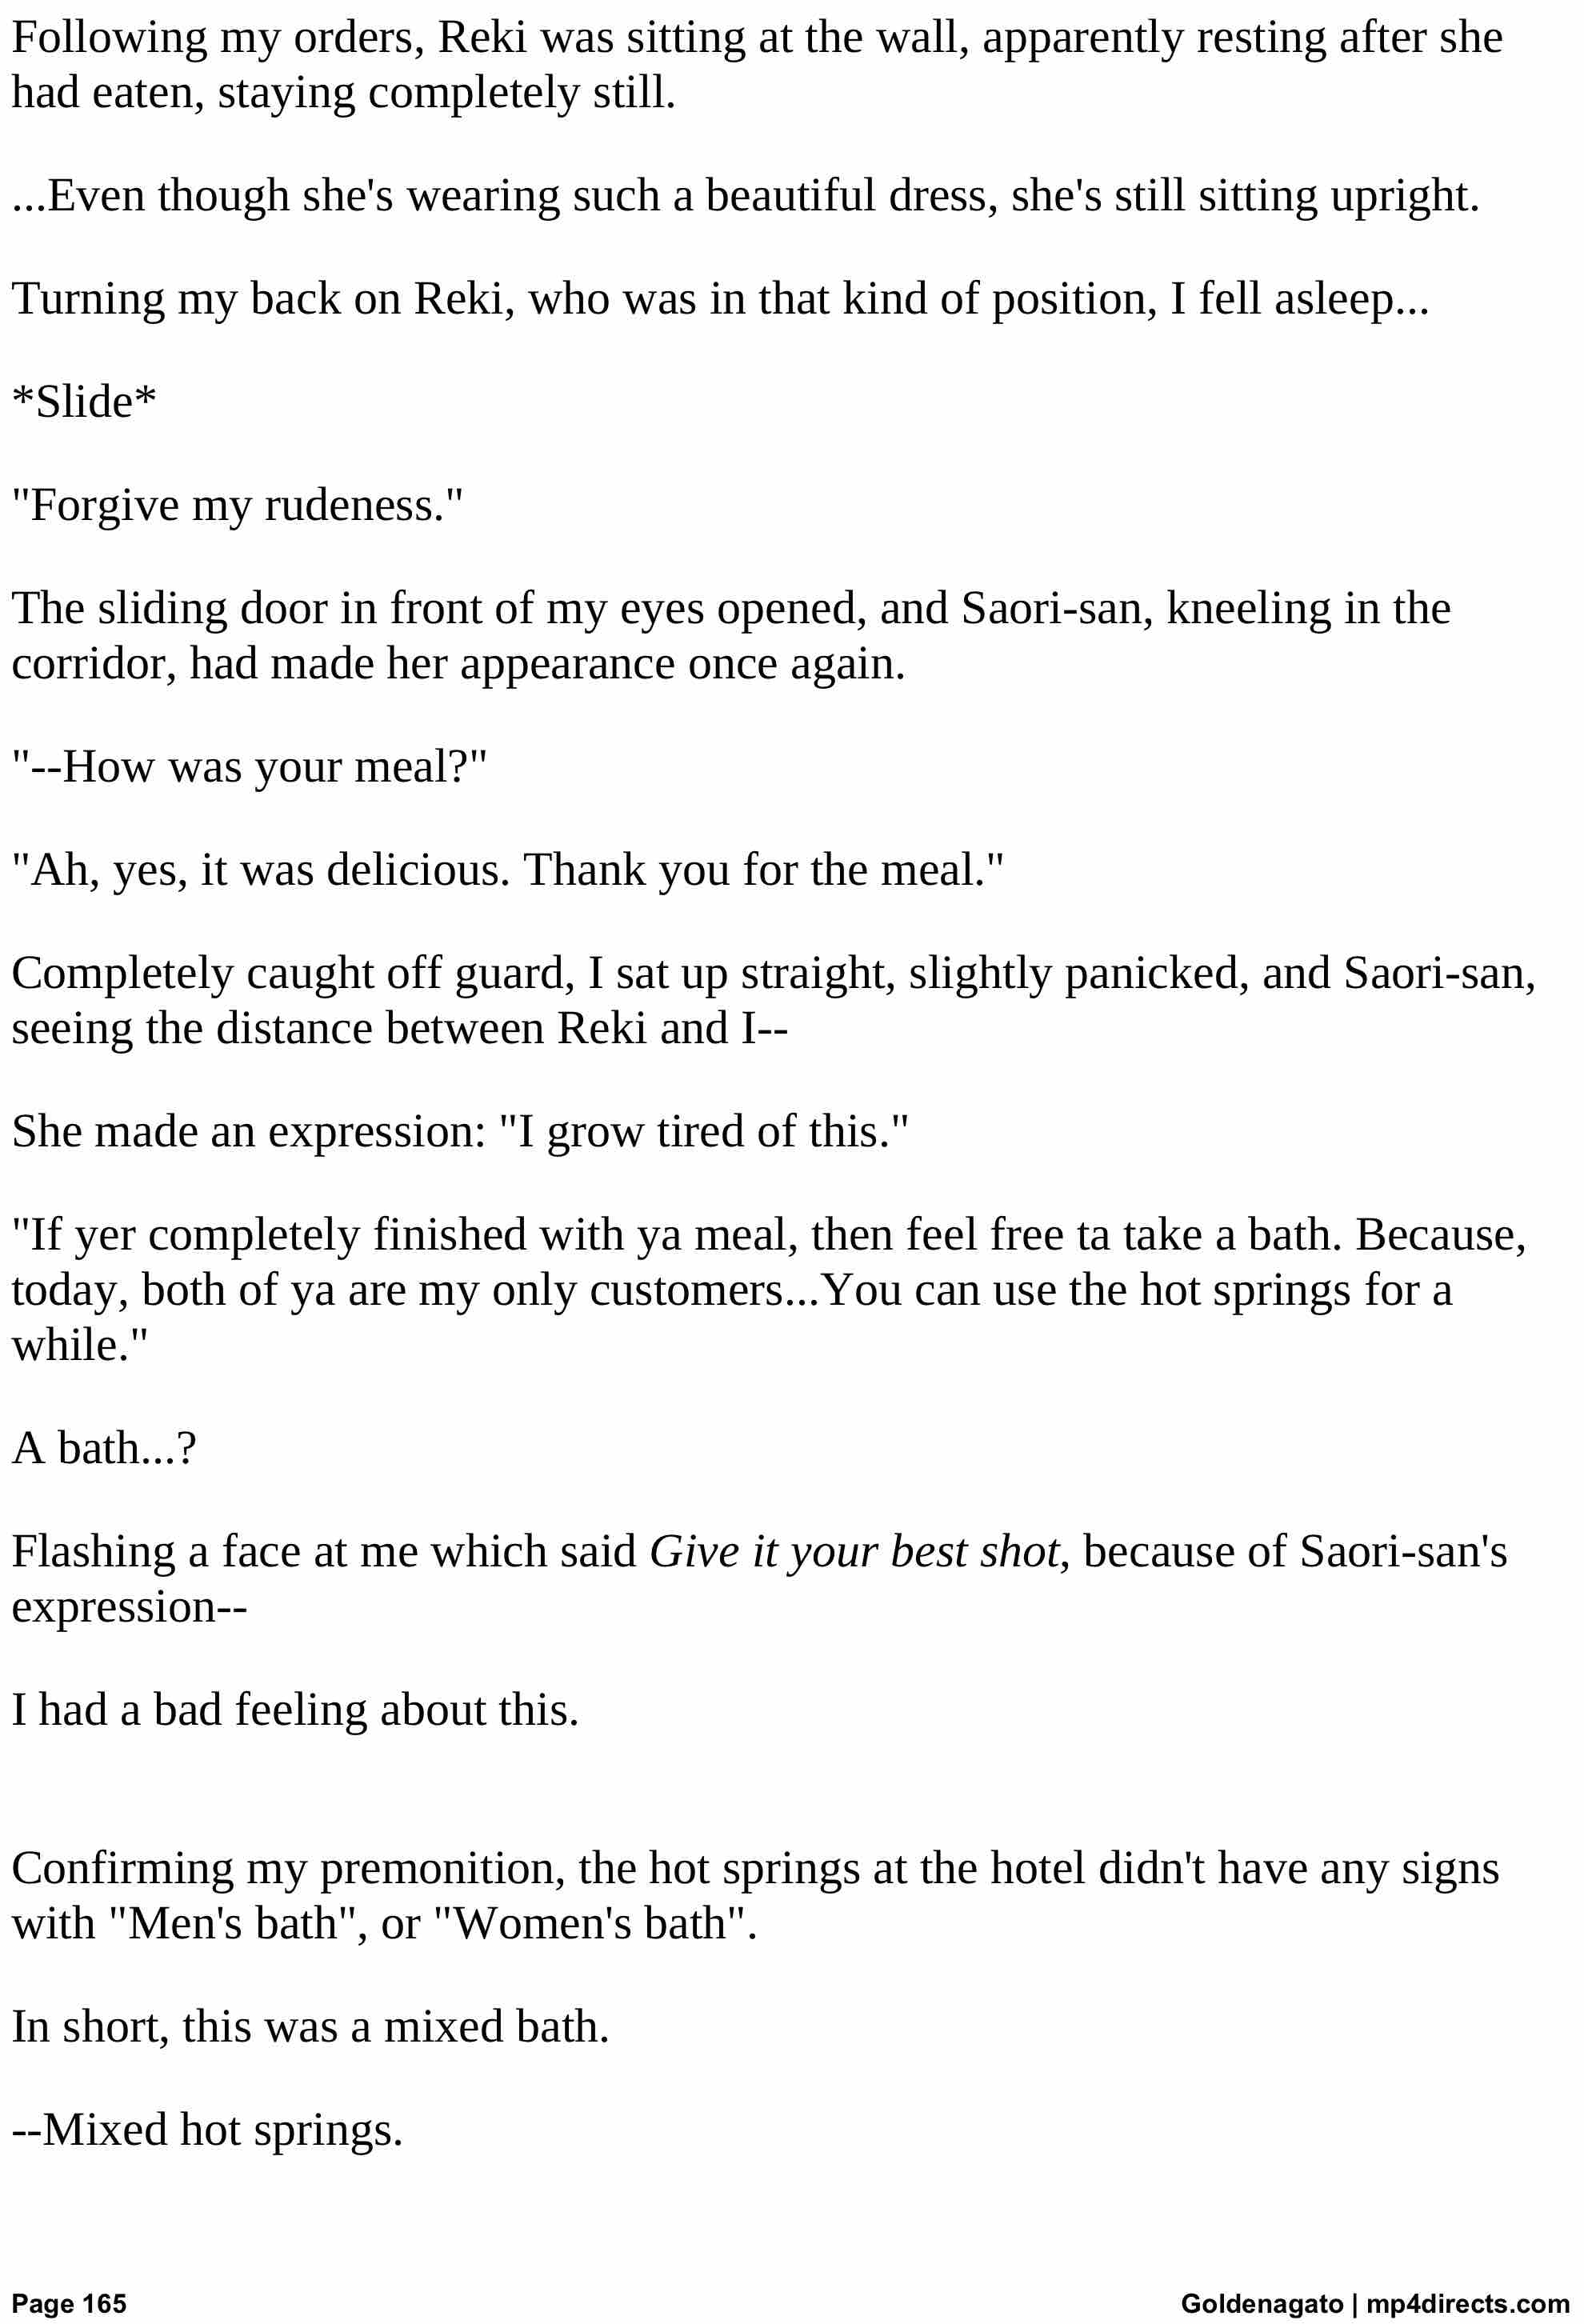 Following my orders, Reki was sitting at the wall, apparently resting after she
had eaten, staying completely still.
...Even though she's wearing such a beautiful dress, she's still sitting upright.
Turning my back on Reki, who was in that kind of position, I fell asleep...
*Slide*
"Forgive my rudeness."
The sliding door in front of my eyes opened, and Saori-san, kneeling in the
corridor, had made her appearance once again.
"--How was your meal?"
"Ah, yes, it was delicious. Thank you for the meal."
Completely caught off guard, I sat up straight, slightly panicked, and Saori-san,
seeing the distance between Reki and I--
She made an expression: "I grow tired of this."
"If yer completely finished with ya meal, then feel free ta take a bath. Because,
today, both of ya are my only customers...You can use the hot springs for a
while."
A bath...?
Flashing a face at me which said Give it your best shot, because of Saori-san's
expression--
I had a bad feeling about this.
Confirming my premonition, the hot springs at the hotel didn't have any signs
with "Men's bath", or "Women's bath".
In short, this was a mixed bath.
--Mixed hot springs.
Page 165
Goldenagato | mp4directs.com